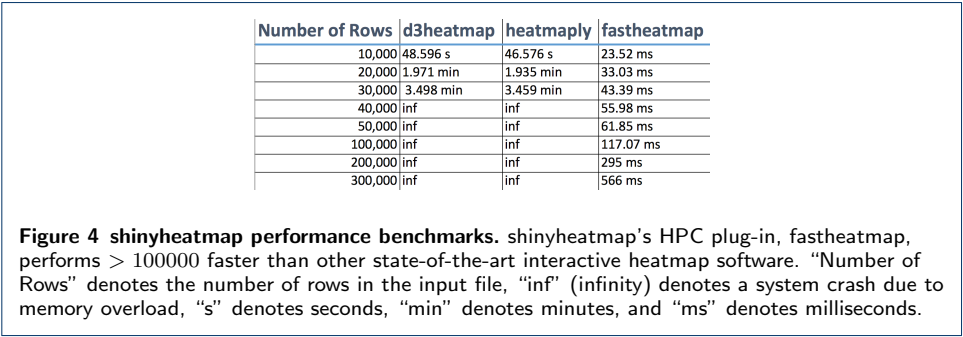 Number of Rows d3heatmap heatmaply fastheatmap
10,000 48.596 s 46.576 s 23.52 ms
20,000 1.971 min 1.935 min 33.03 ms
30,000 3.498 min 3.459 min 43.39 ms
40,000 inf inf 55.98 ms
50,000 inf inf 61.85 ms
100,000 inf inf 117.07 ms
200,000 inf inf 295 ms
300,000 inf inf 566 ms
Figure 4 shinyheatmap performance benchmarks. shinyheatmap's HPC plug-in, fastheatmap,
performs > 100000 faster than other state-of-the-art interactive heatmap software. “Number of
Rows” denotes the number of rows in the input file, “inf” (infinity) denotes a system crash due to
memory overload, “s” denotes seconds, “min” denotes minutes, and “ms” denotes milliseconds.